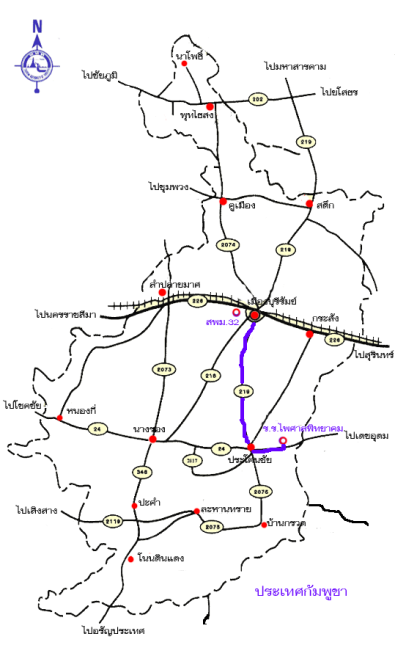 N
นาโพธิ์
ไปมหาสารคาม
ไปชัยภูมิ
202
ไปยโสธร
พุทไธสง
219
ไปชุมพวง
คูเมือง
สตึก
2074
219
ลำปลายมาศ
226
เมืองบุรีรัมย์
ไปนครราชสีมา
สพม.32
กระสัง
226
ไปสุรินทร์
2073
218
219
ไปโชคชัย
หนองกี่
24
นางรอง
24
ร.ร.ไพศาลพิทยาคม
ไปเดชอุดม
ประโคนชัย
348
2075
ปะคำ
ไปเสิงสาง
2119
ละหานทราย
2075
บ้านกรวด
โนนดินแดง
ประเทศกัมพูชา
ไปอรัญประเทศ